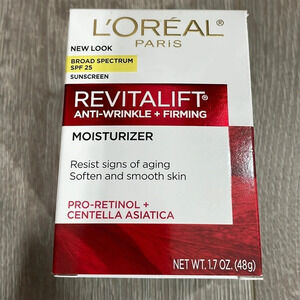 L'ORÉAL
PARIS
NEW LOOK
BROAD SPECTRUM
SPF 25
SUNSCREEN
REVITALIFT®
ANTI-WRINKLE + FIRMING
MOISTURIZER
Resist signs of aging
Soften and smooth skin
PRO-RETINOL +
CENTELLA ASIATICA
NET WT. 1.7 OZ. (48g)